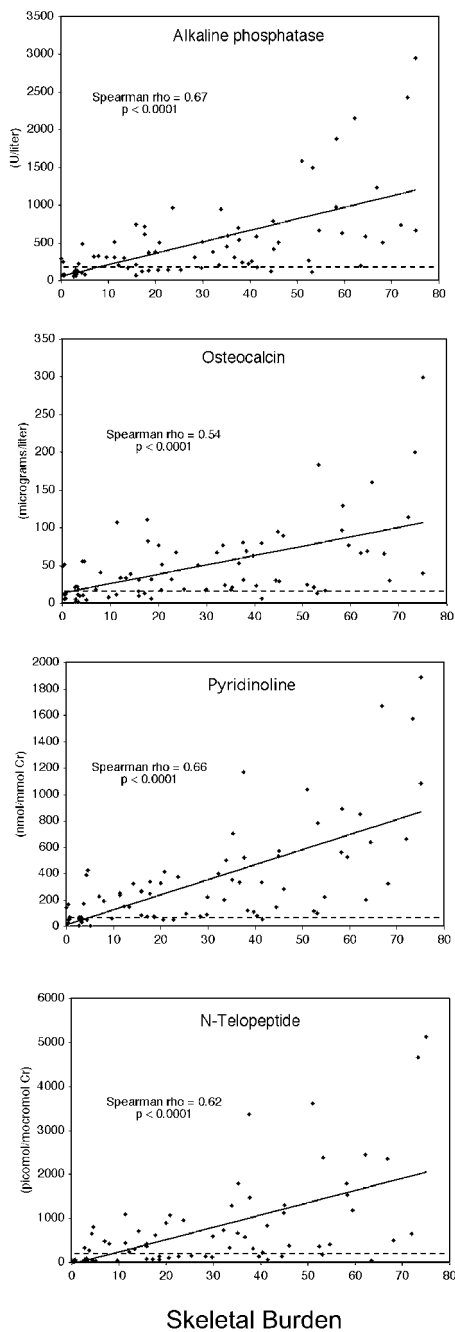 Alkaline phosphatase
Spearman rho = 0.67
p < 0.0001
(U/liter)
3500
3000
2500
2000
1500
1000
500
0
0 10 20 30 40 50 60 70 80
Osteocalcin
Spearman rho = 0.54
p < 0.0001
(micrograms/liter)
350
300
250
200
150
100
50
0
0 10 20 30 40 50 60 70 80
Pyridinoline
Spearman rho = 0.66
p < 0.0001
(nmol/mmol Cr)
2000
1800
1600
1400
1200
1000
800
600
400
200
0
0 10 20 30 40 50 60 70 80
N-Telopeptide
Spearman rho = 0.62
p < 0.0001
(picomol/mocromol Cr)
6000
5000
4000
3000
2000
1000
0
0 10 20 30 40 50 60 70 80
Skeletal Burden